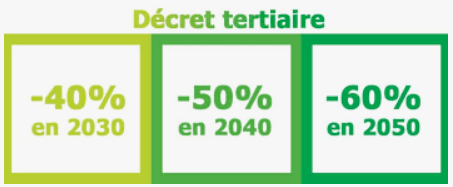 Décret tertiaire
-40%
en 2030
-50%
en 2040
-60%
en 2050